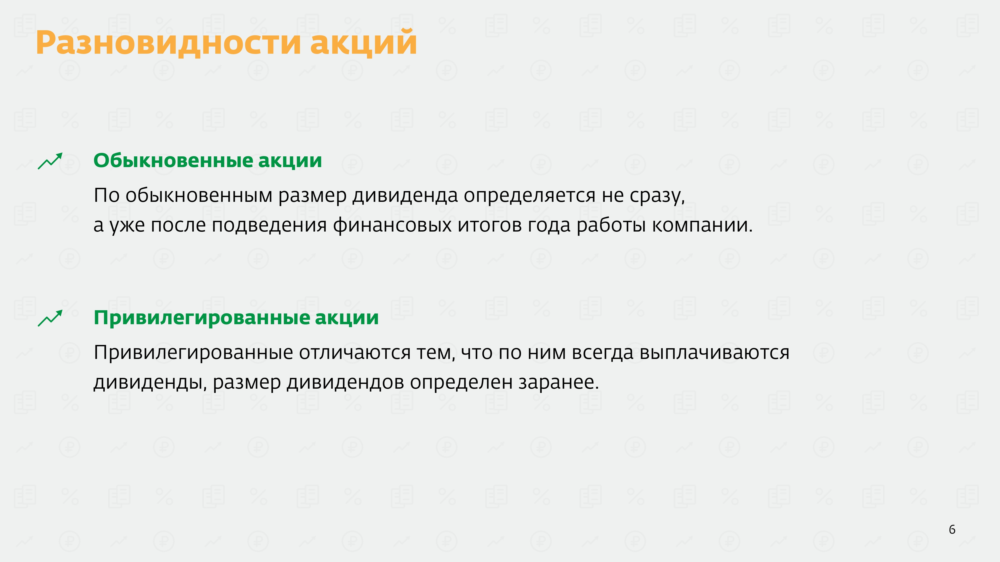 Разновидности акций
Обыкновенные акции
По обыкновенным размер дивиденда определяется не сразу,
а уже после подведения финансовых итогов года работы компании.
Привилегированные акции
Привилегированные отличаются тем, что по ним всегда выплачиваются
дивиденды, размер дивидендов определен заранее.
6